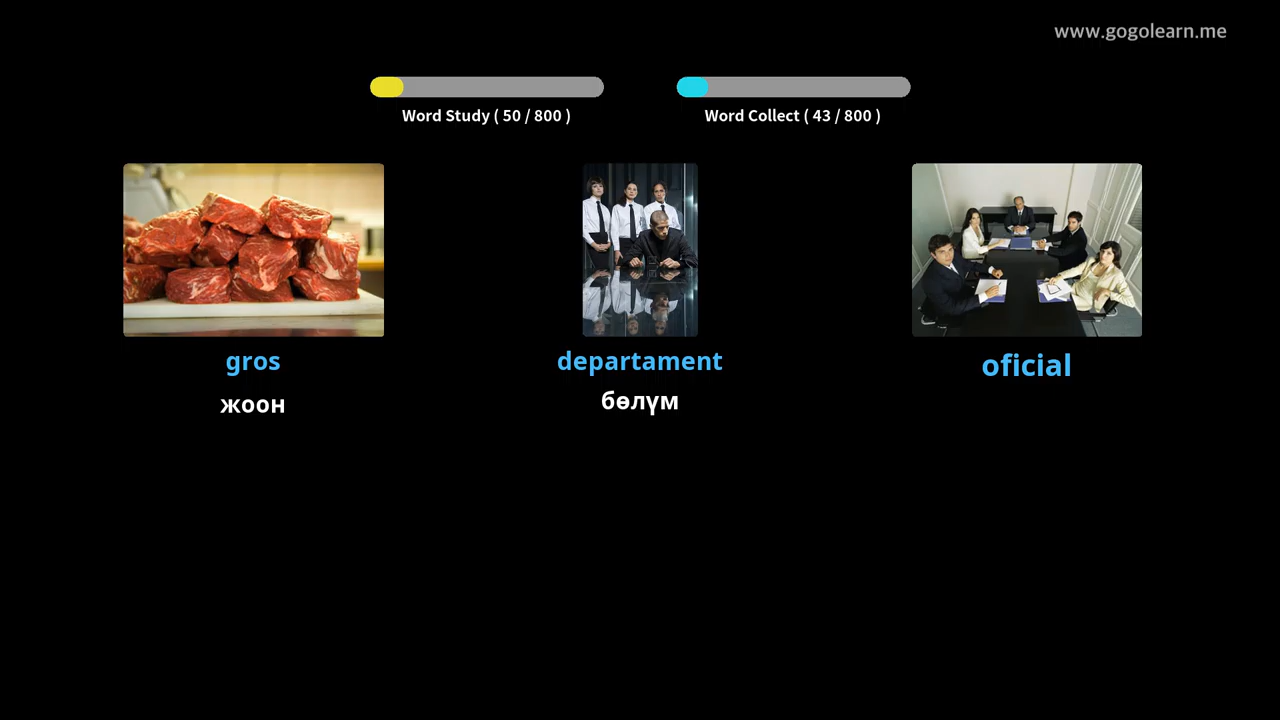 www.gogolearn.me
Word Study ( 50 / 800 )
Word Collect ( 43 / 800 )
gros
departament
oficial
жоон
бөлүм